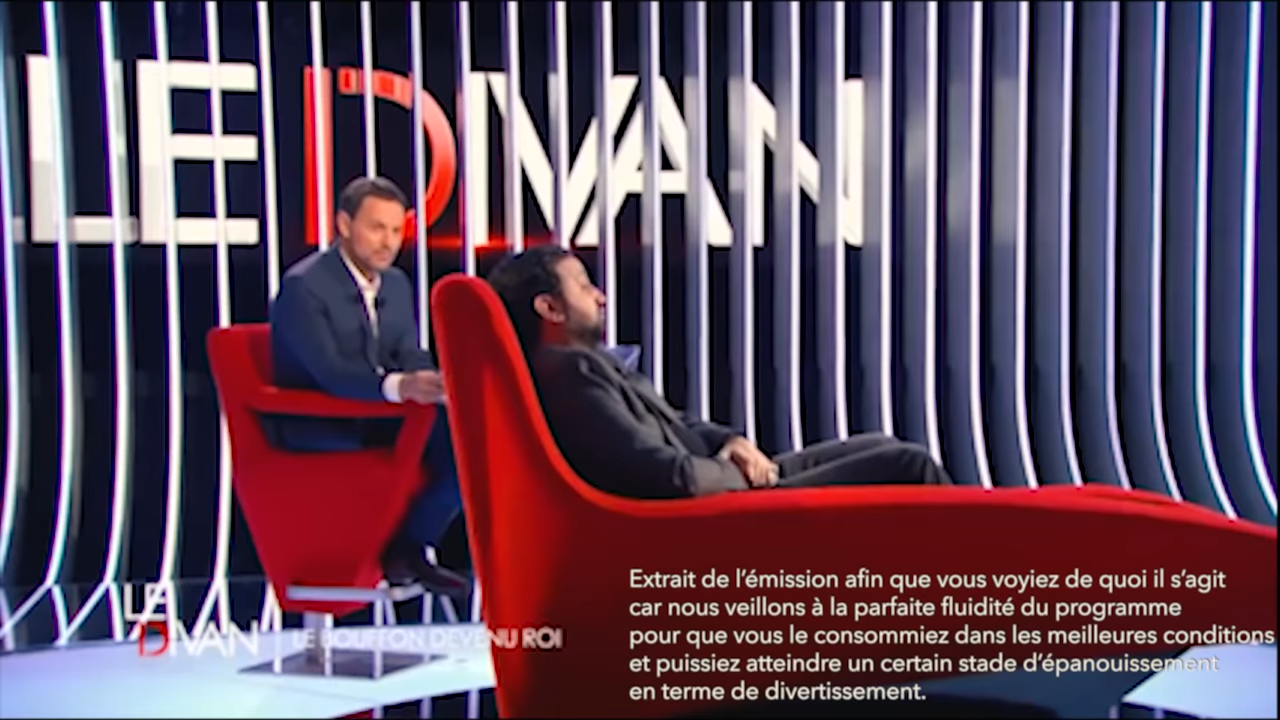 LE DIVAN
LE
DIVAN
LE BOUFFON DEVENU ROI
Extrait de l'émission afin que vous voyiez de quoi il s'agit
car nous veillons à la parfaite fluidité du programme
pour que vous le consommiez dans les meilleures conditions
et puissiez atteindre un certain stade d'épanouissement
en terme de divertissement.